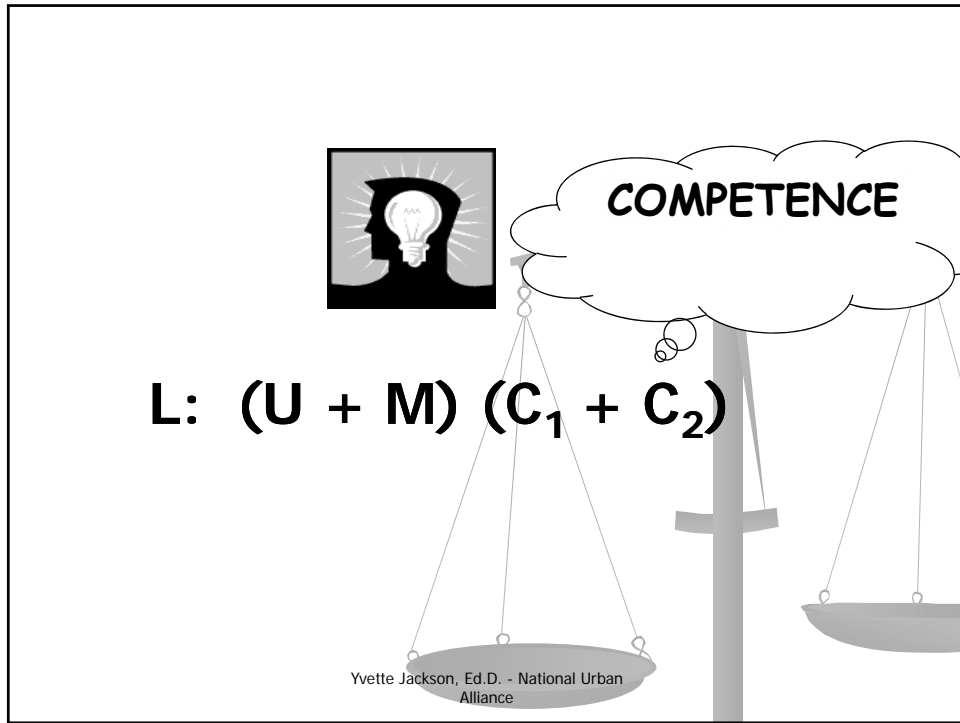 COMPETENCE
L: (U + M) (C₁ + C₂)
Yvette Jackson, Ed.D. - National Urban
Alliance